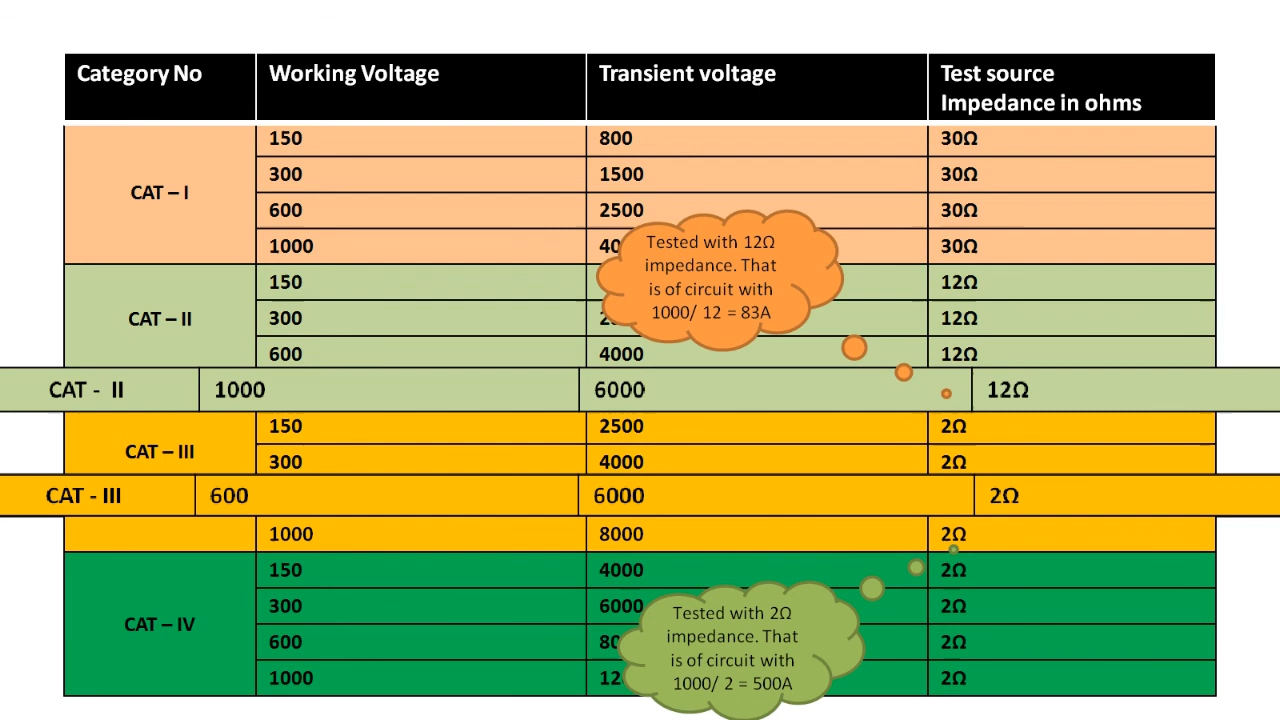 Category No Working Voltage Transient voltage Test source
Impedance in ohms
150 800 30Ω
CAT – I
300 1500 30Ω
600 2500 30Ω
1000 30Ω
Tested with 12Ω
impedance. That
is of circuit with
1000/ 12 = 83A
150 12Ω
CAT – II
300 12Ω
600 4000 12Ω
CAT - II 1000 6000 12Ω
150 2500 2Ω
CAT – III
300 4000 2Ω
CAT - III 600 6000 2Ω
1000 8000 2Ω
150 4000 2Ω
CAT – IV
300 6000 2Ω
600 2Ω
1000 2Ω
Tested with 2Ω
impedance. That
is of circuit with
1000/ 2 = 500A